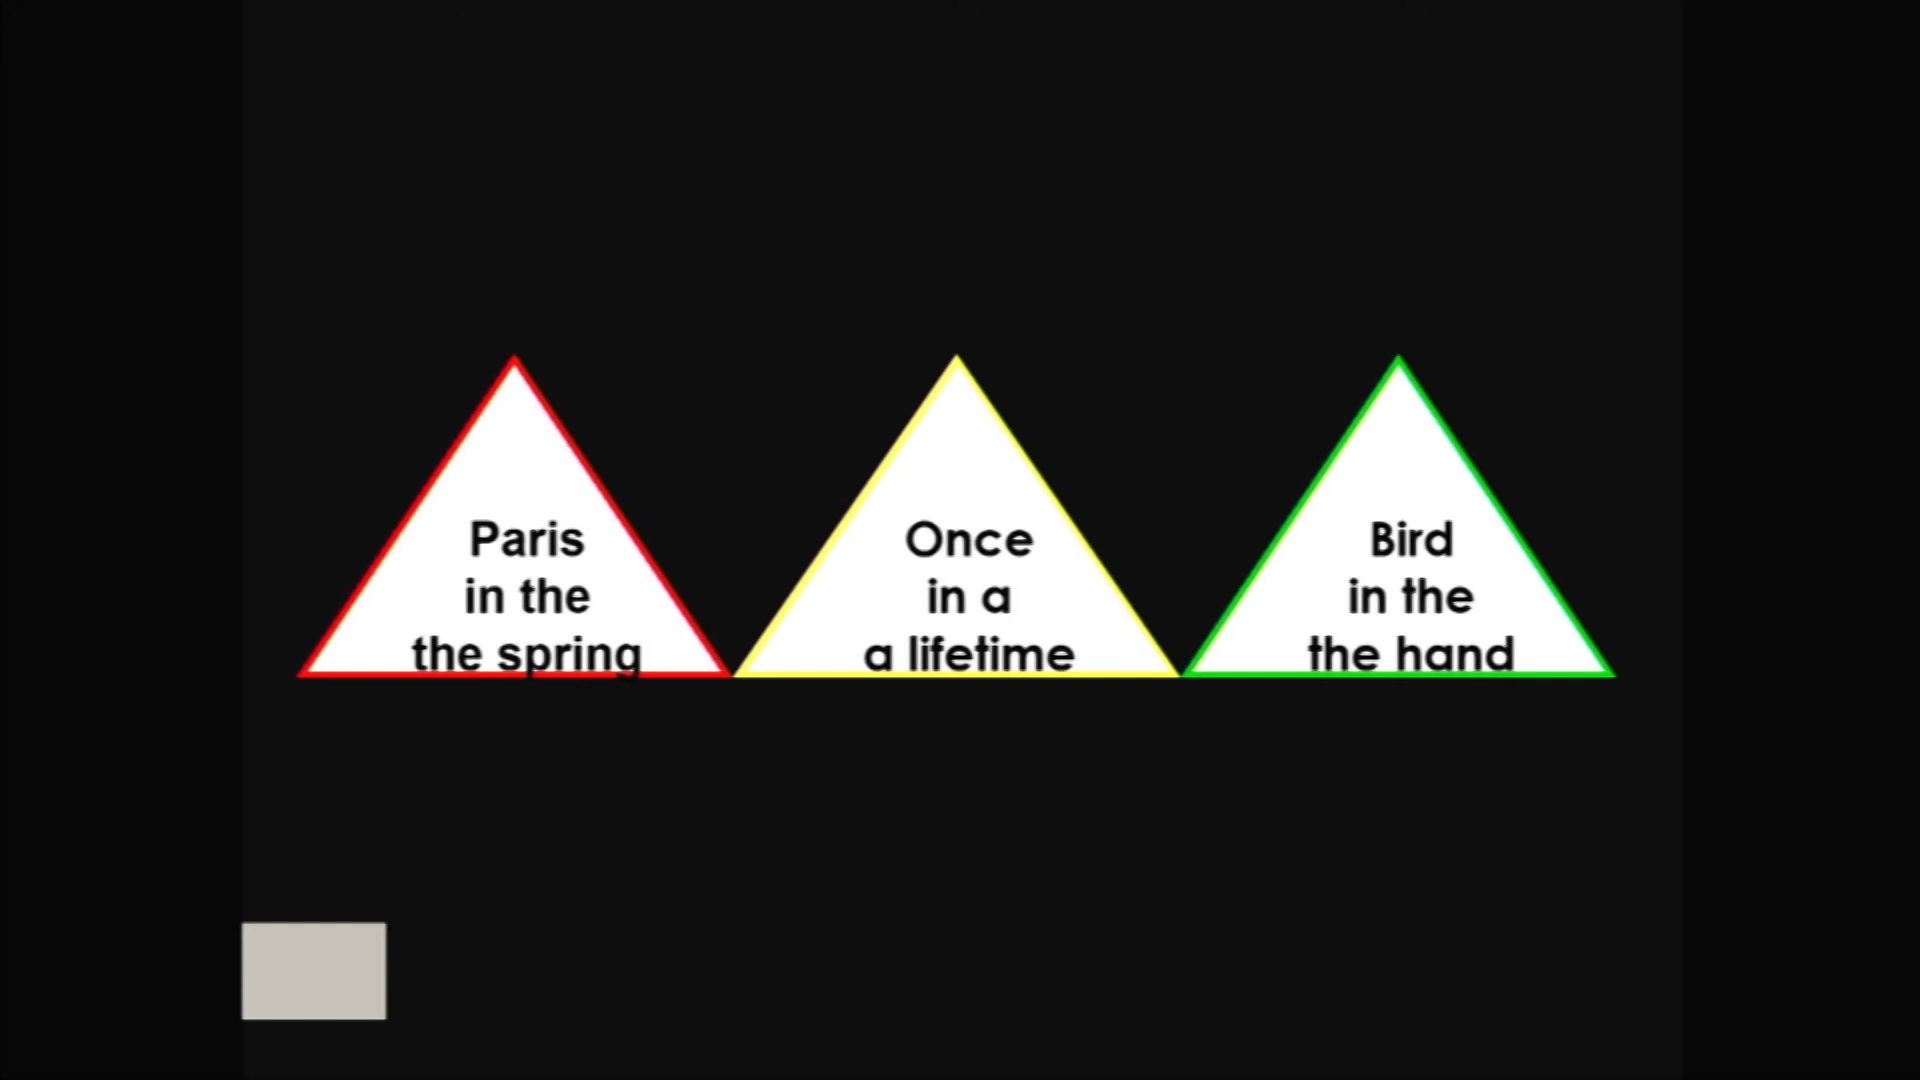 Paris
in the
the spring
Once
in a
a lifetime
Bird
in the
the hand